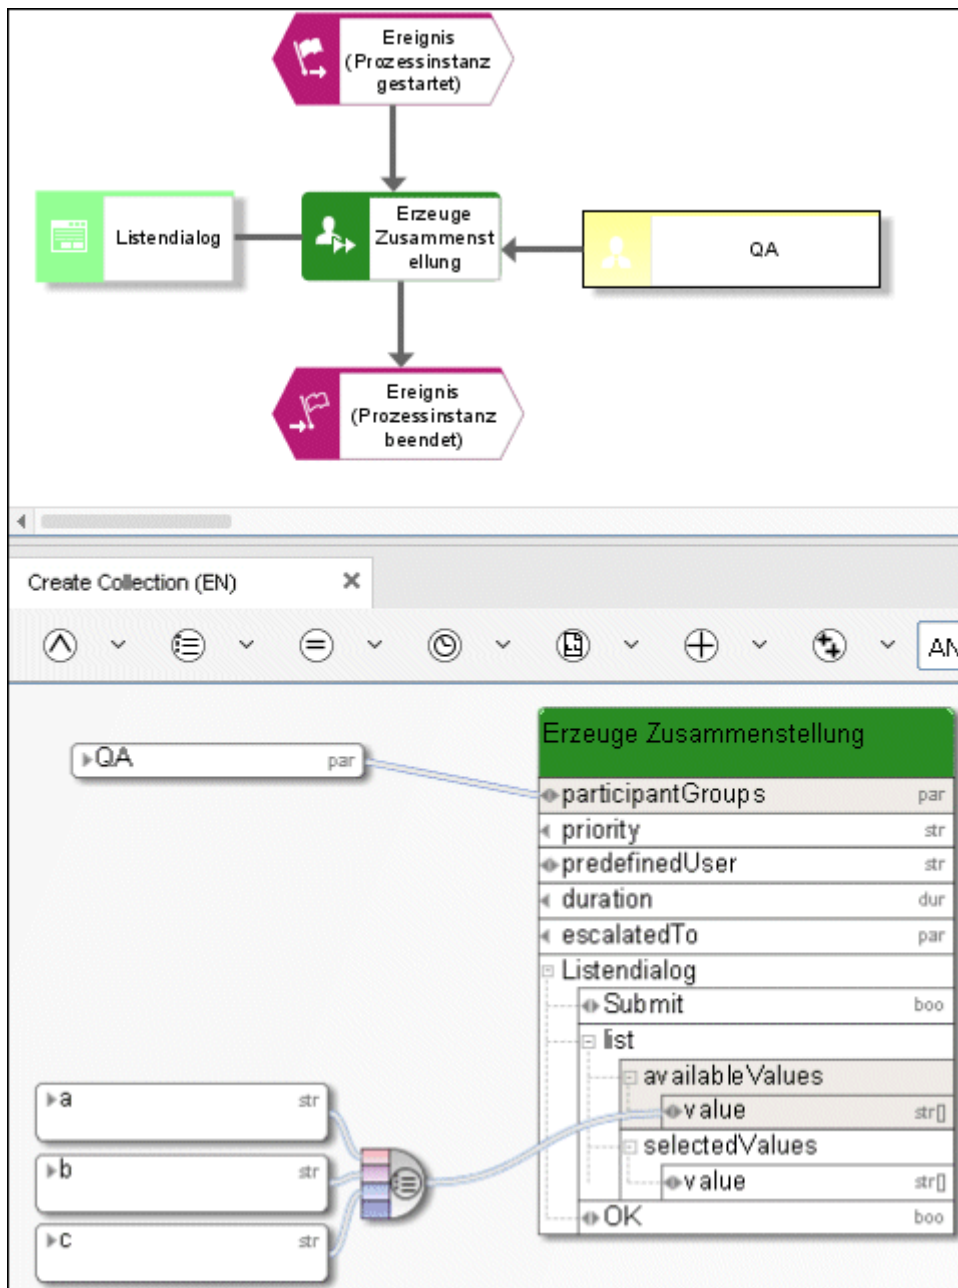 Ereignis
(Prozessinstanz
gestartet)
Listendialog
Erzeuge
Zusammenst
ellung
QA
Ereignis
(Prozessinstanz
beendet)
Create Collection (EN)
AN
QA par
Erzeuge Zusammenstellung
participantGroups par
priority str
predefinedUser str
duration dur
escalatedTo par
Listendialog
Submit boo
list
availableValues
value str[]
selectedValues
value str[]
OK boo
a str
b str
c str